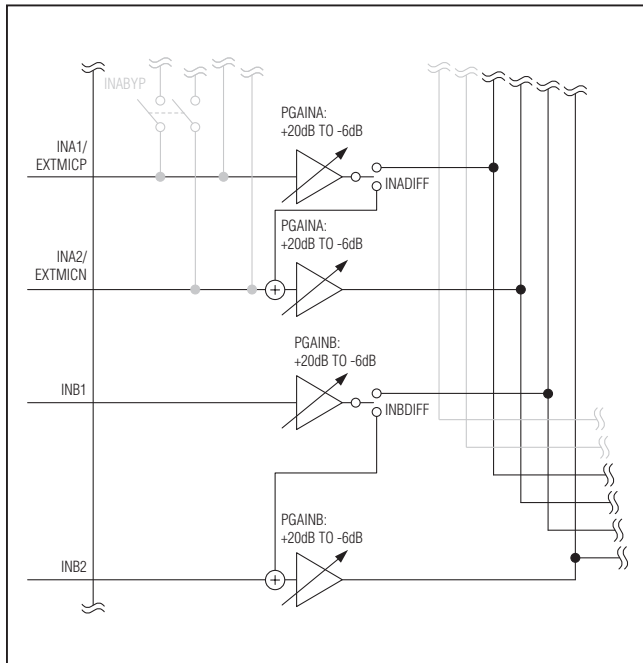 INABYP
PGAINA:
+20dB TO -6dB
INA1/
EXTMICP
INADIFF
PGAINA:
+20dB TO -6dB
INA2/
EXTMICN
+
PGAINB:
+20dB TO -6dB
INB1
INBDIFF
PGAINB:
+20dB TO -6dB
INB2
+